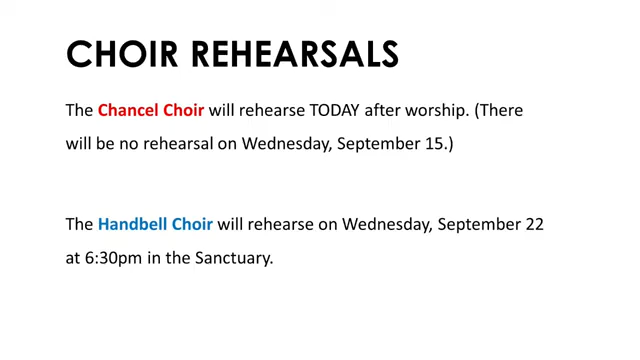 CHOIR REHEARSALS
The Chancel Choir will rehearse TODAY after worship. (There
will be no rehearsal on Wednesday, September 15.)
The Handbell Choir will rehearse on Wednesday, September 22
at 6:30pm in the Sanctuary.